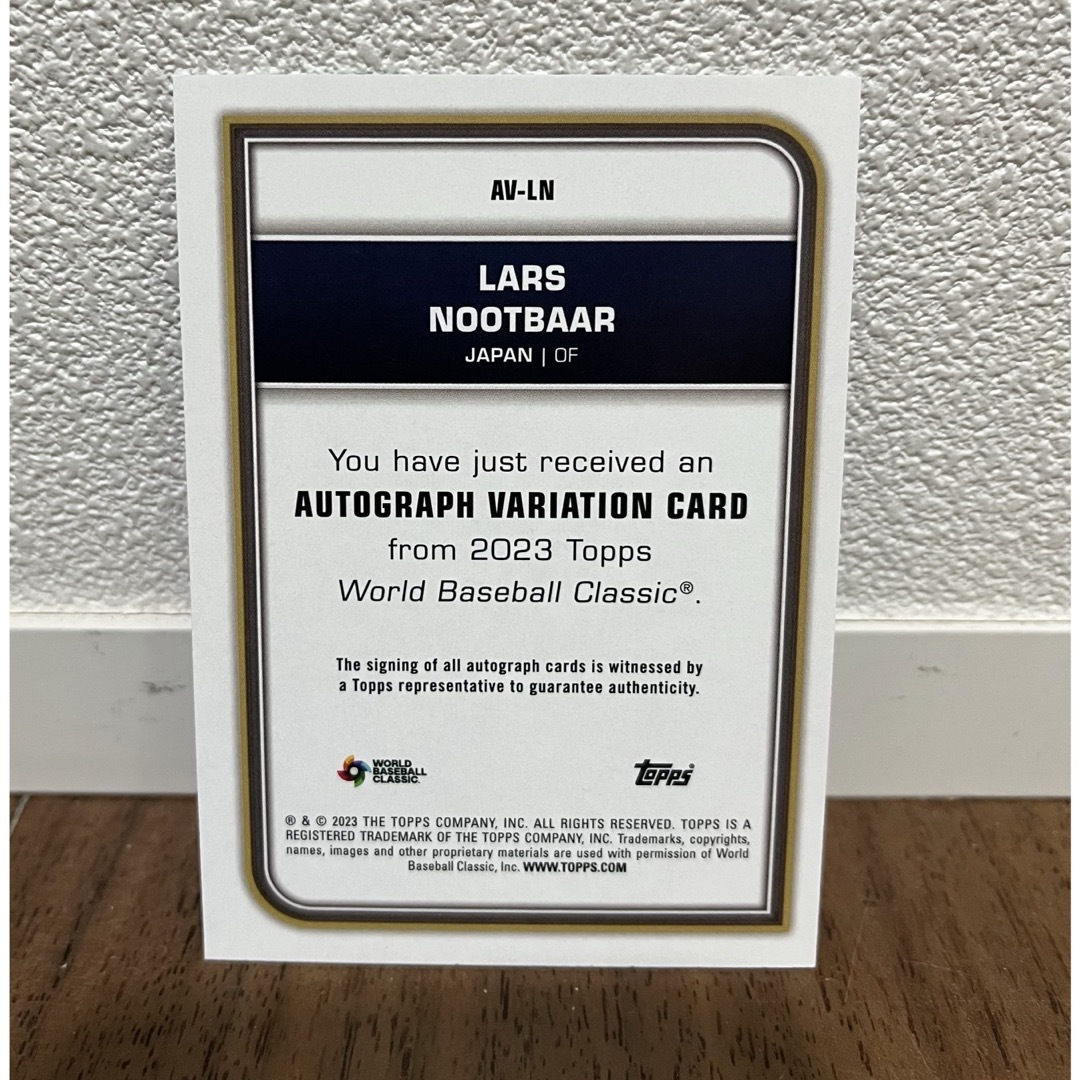 AV-LN
LARS
NOOTBAAR
JAPAN | OF
You have just received an
AUTOGRAPH VARIATION CARD
from 2023 Topps
World Baseball Classic®.
The signing of all autograph cards is witnessed by
a Topps representative to guarantee authenticity.
WORLD
BASEBALL
CLASSIC
Topps®
® & © 2023 THE TOPPS COMPANY, INC. ALL RIGHTS RESERVED. TOPPS IS A
REGISTERED TRADEMARK OF THE TOPPS COMPANY, INC. Trademarks, copyrights,
names, images and other proprietary materials are used with permission of World
Baseball Classic, Inc. WWW.TOPPS.COM